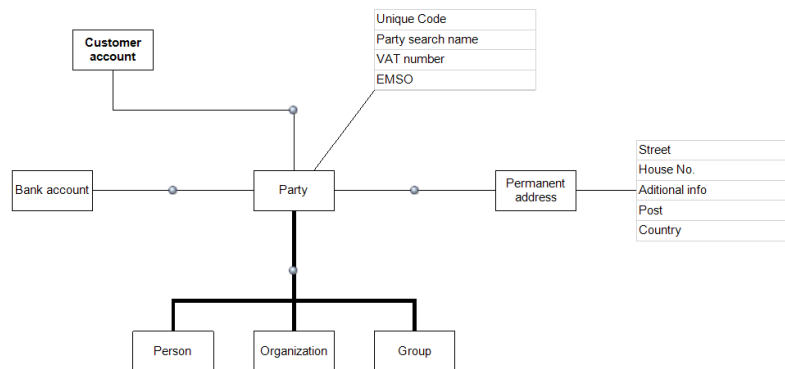 Unique Code
Party search name
VAT number
EMSO
Customer
account
Bank account
Party
Permanent
address
Street
House No.
Aditional info
Post
Country
Person
Organization
Group